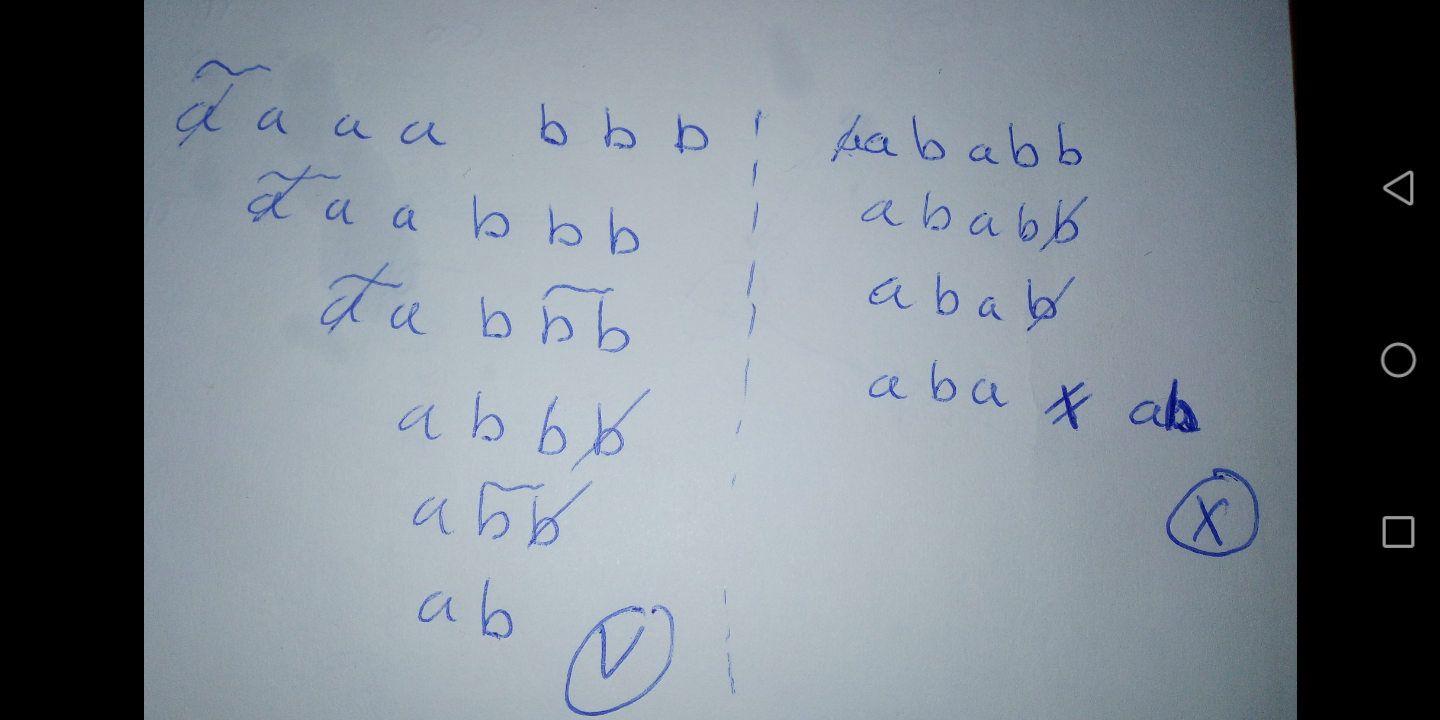 a a a a b b b
a a a b b b
a a b b b
a b b b
a b b
a b
V
a a b a b b
a b a b b
a b a b
a b a ≠ ab
X